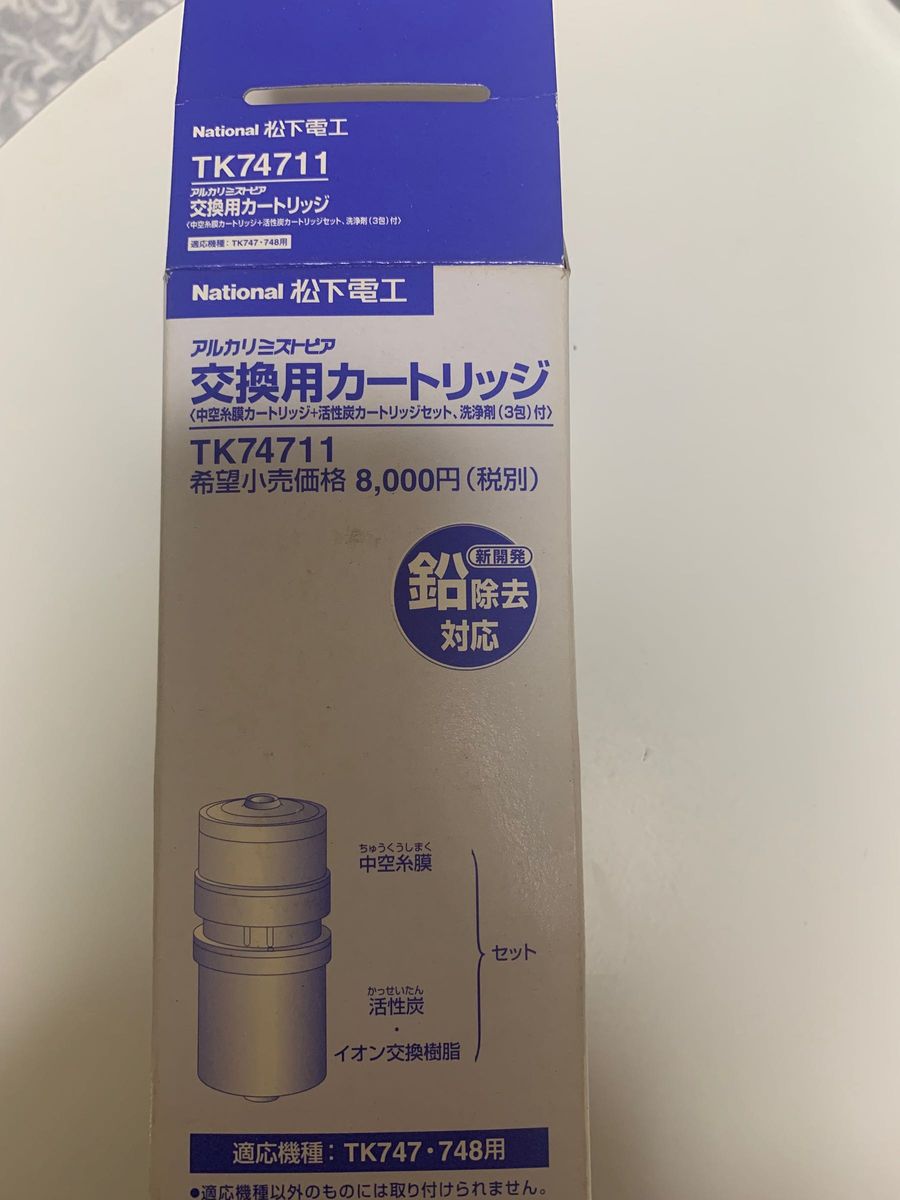 National 松下電工
TK74711
アルカリミズトピア
交換用カートリッジ
〈中空糸膜カートリッジ+活性炭カートリッジセット、洗浄剤(3包)付〉
適応機種:TK747・748用
National 松下電工
アルカリミズトピア
交換用カートリッジ
〈中空糸膜カートリッジ+活性炭カートリッジセット、洗浄剤(3包)付〉
TK74711
希望小売価格 8,000円(税別)
新開発
鉛除去
対応
ちゅうくうしまく
中空糸膜
セット
かっせいたん
活性炭
・
イオン交換樹脂
適応機種:TK747・748用
●適応機種以外のものには取り付けられません。